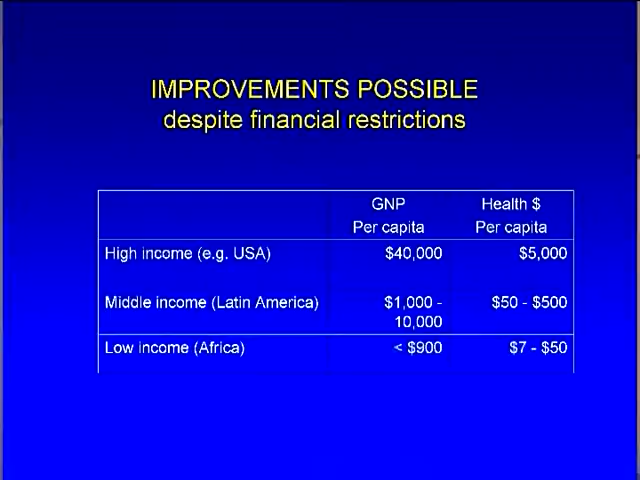 IMPROVEMENTS POSSIBLE
despite financial restrictions
GNP Health $
Per capita Per capita
High income (e.g. USA) $40,000 $5,000
Middle income (Latin America) $1,000 - $50 - $500
10,000
Low income (Africa) < $900 $7 - $50